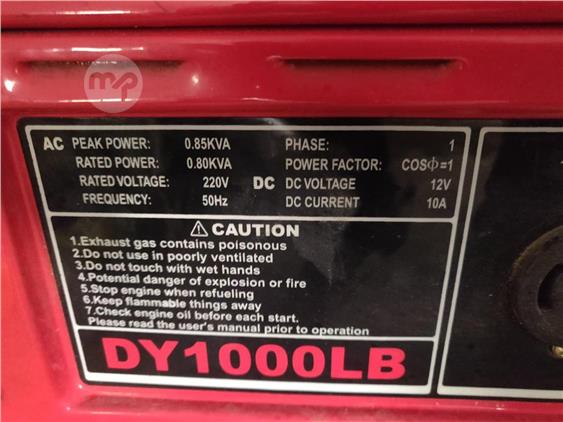 mp
AC PEAK POWER: 0.85KVA PHASE: 1
RATED POWER: 0.80KVA POWER FACTOR: COSΦ=1
RATED VOLTAGE: 220V DC DC VOLTAGE 12V
FREQUENCY: 50Hz DC CURRENT 10A
⚠ CAUTION
1.Exhaust gas contains poisonous
2.Do not use in poorly ventilated
3.Do not touch with wet hands
4.Potential danger of explosion or fire
5.Stop engine when refueling
6.Keep flammable things away
7.Check engine oil before each start.
Please read the user's manual prior to operation
DY1000LB